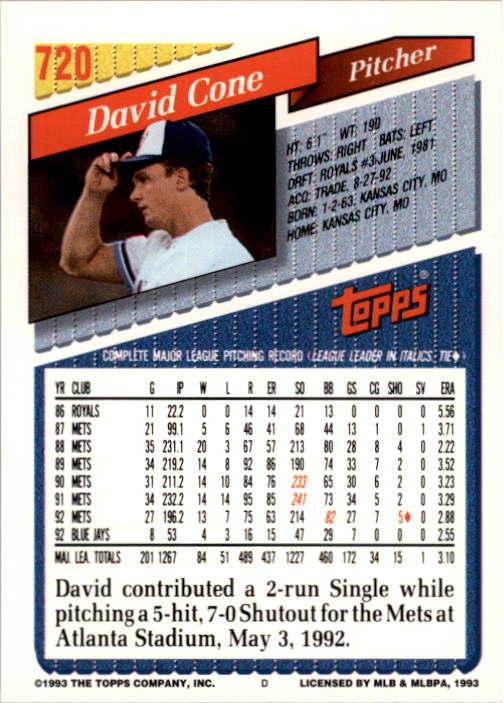 720
David Cone
Pitcher
HT: 6'1" WT: 190
THROWS: RIGHT BATS: LEFT
DRFT: ROYALS #3-JUNE, 1981
ACQ: TRADE, 8-27-92
BORN: 1-2-63, KANSAS CITY, MO
HOME: KANSAS CITY, MO
Topps®
COMPLETE MAJOR LEAGUE PITCHING RECORD (LEAGUE LEADER IN ITALICS, TIE♦)
YR CLUB G IP W L R ER SO BB GS CG SHO SV ERA
86 ROYALS 11 22.2 0 0 14 14 21 13 0 0 0 0 5.56
87 METS 21 99.1 5 6 46 41 68 44 13 1 0 1 3.71
88 METS 35 231.1 20 3 67 57 213 80 28 8 4 0 2.22
89 METS 34 219.2 14 8 92 86 190 74 33 7 2 0 3.52
90 METS 31 211.2 14 10 84 76 233 65 30 6 2 0 3.23
91 METS 34 232.2 14 14 95 85 241 73 34 5 2 0 3.29
92 METS 27 196.2 13 7 75 63 214 82 27 7 5♦ 0 2.88
92 BLUE JAYS 8 53 4 3 16 15 47 29 7 0 0 0 2.55
MAJ. LEA. TOTALS 201 1267 84 51 489 437 1227 460 172 34 15 1 3.10
David contributed a 2-run Single while
pitching a 5-hit, 7-0 Shutout for the Mets at
Atlanta Stadium, May 3, 1992.
©1993 THE TOPPS COMPANY, INC. D LICENSED BY MLB & MLBPA, 1993